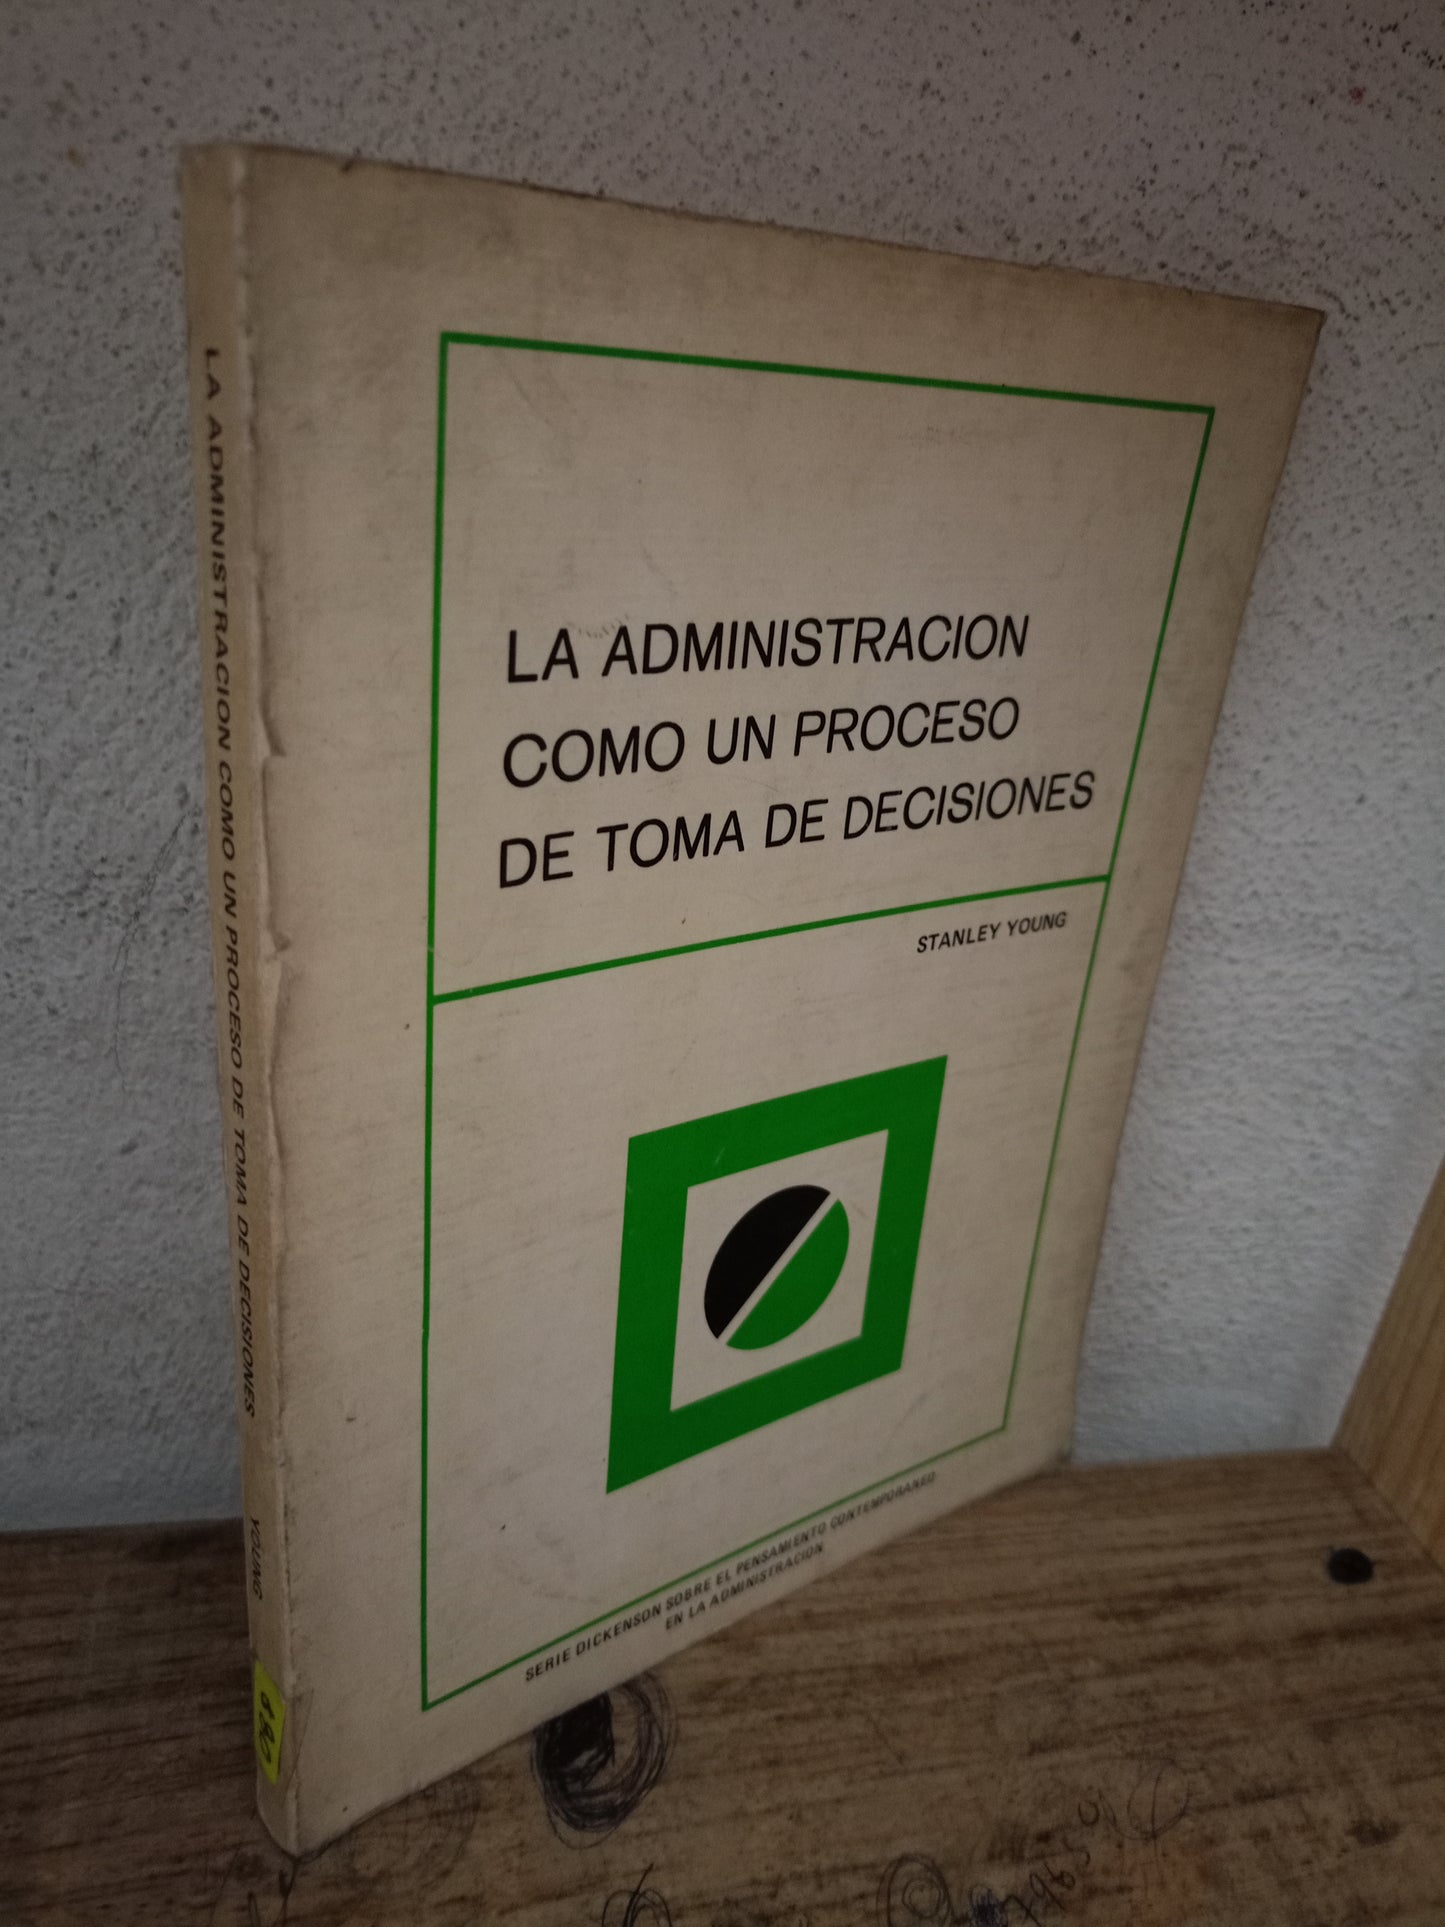 LA ADMINISTRACION
COMO UN PROCESO
DE TOMA DE DECISIONES
STANLEY YOUNG
SERIE DICKENSON SOBRE EL PENSAMIENTO CONTEMPORANEO
EN LA ADMINISTRACION
LA ADMINISTRACION COMO UN PROCESO DE TOMA DE DECISIONES
YOUNG